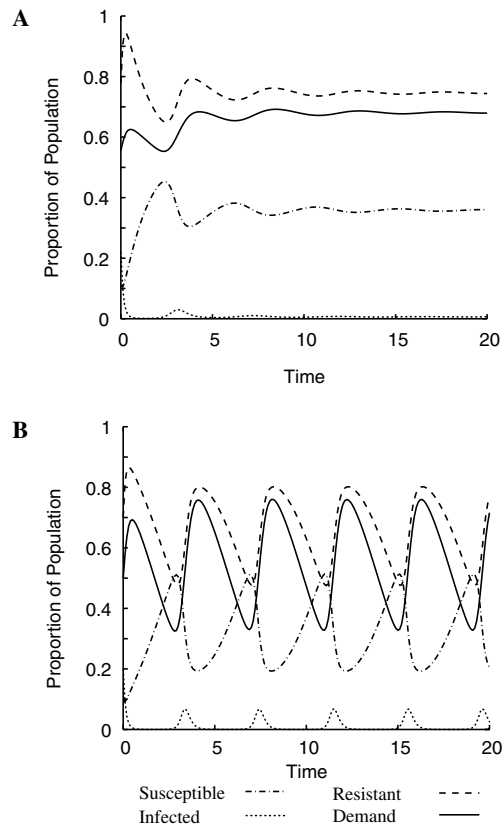 A
1
0.8
0.6
0.4
0.2
0
Proportion of Population
0 5 10 15 20
Time
B
1
0.8
0.6
0.4
0.2
0
Proportion of Population
0 5 10 15 20
Time
Susceptible Resistant
Infected Demand